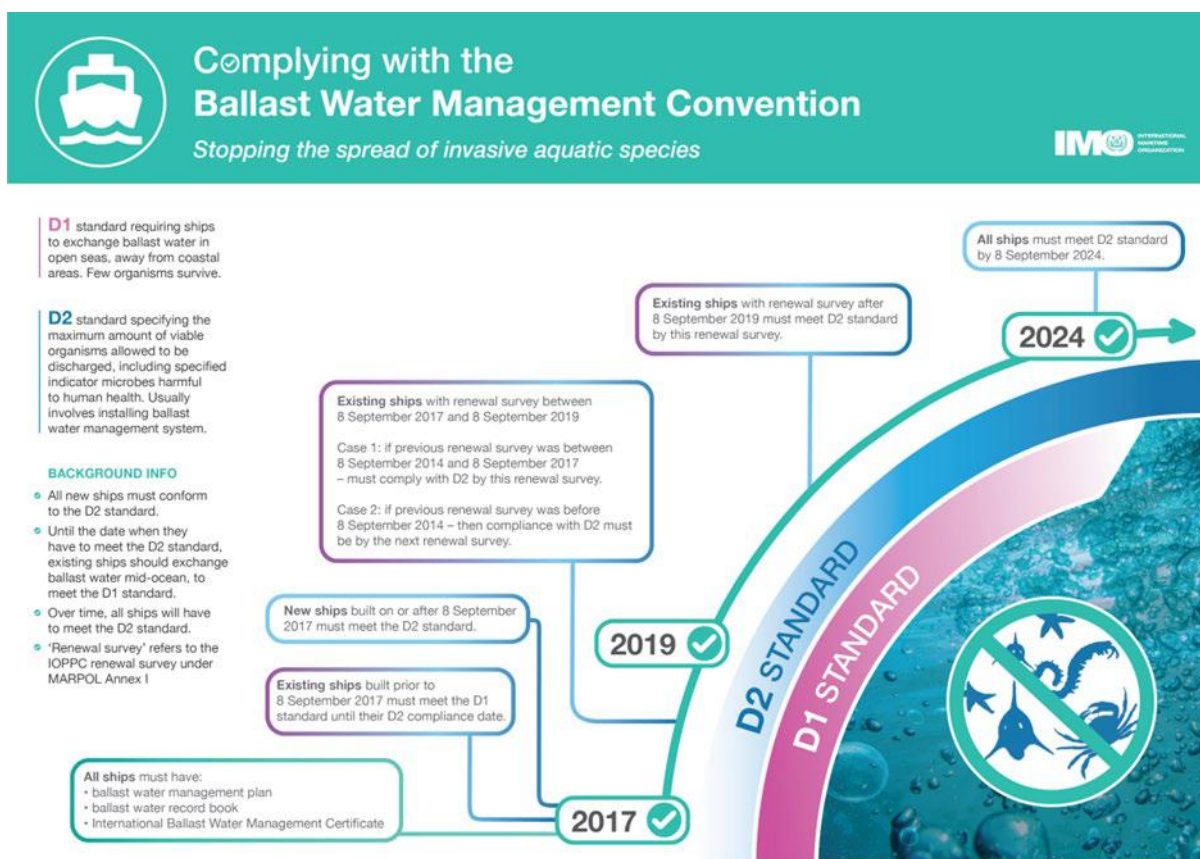 Complying with the
Ballast Water Management Convention
Stopping the spread of invasive aquatic species
IMO
INTERNATIONAL
MARITIME
ORGANIZATION
D1 standard requiring ships
to exchange ballast water in
open seas, away from coastal
areas. Few organisms survive.
D2 standard specifying the
maximum amount of viable
organisms allowed to be
discharged, including specified
indicator microbes harmful
to human health. Usually
involves installing ballast
water management system.
BACKGROUND INFO
All new ships must conform
to the D2 standard.
Until the date when they
have to meet the D2 standard,
existing ships should exchange
ballast water mid-ocean, to
meet the D1 standard.
Over time, all ships will have
to meet the D2 standard.
'Renewal survey' refers to the
IOPPC renewal survey under
MARPOL Annex I
All ships must meet D2 standard
by 8 September 2024.
2024
Existing ships with renewal survey after
8 September 2019 must meet D2 standard
by this renewal survey.
Existing ships with renewal survey between
8 September 2017 and 8 September 2019
Case 1: if previous renewal survey was between
8 September 2014 and 8 September 2017
– must comply with D2 by this renewal survey.
Case 2: if previous renewal survey was before
8 September 2014 – then compliance with D2 must
be by the next renewal survey.
2019
New ships built on or after 8 September
2017 must meet the D2 standard.
Existing ships built prior to
8 September 2017 must meet the D1
standard until their D2 compliance date.
All ships must have:
• ballast water management plan
• ballast water record book
• International Ballast Water Management Certificate
2017
D2 STANDARD
D1 STANDARD